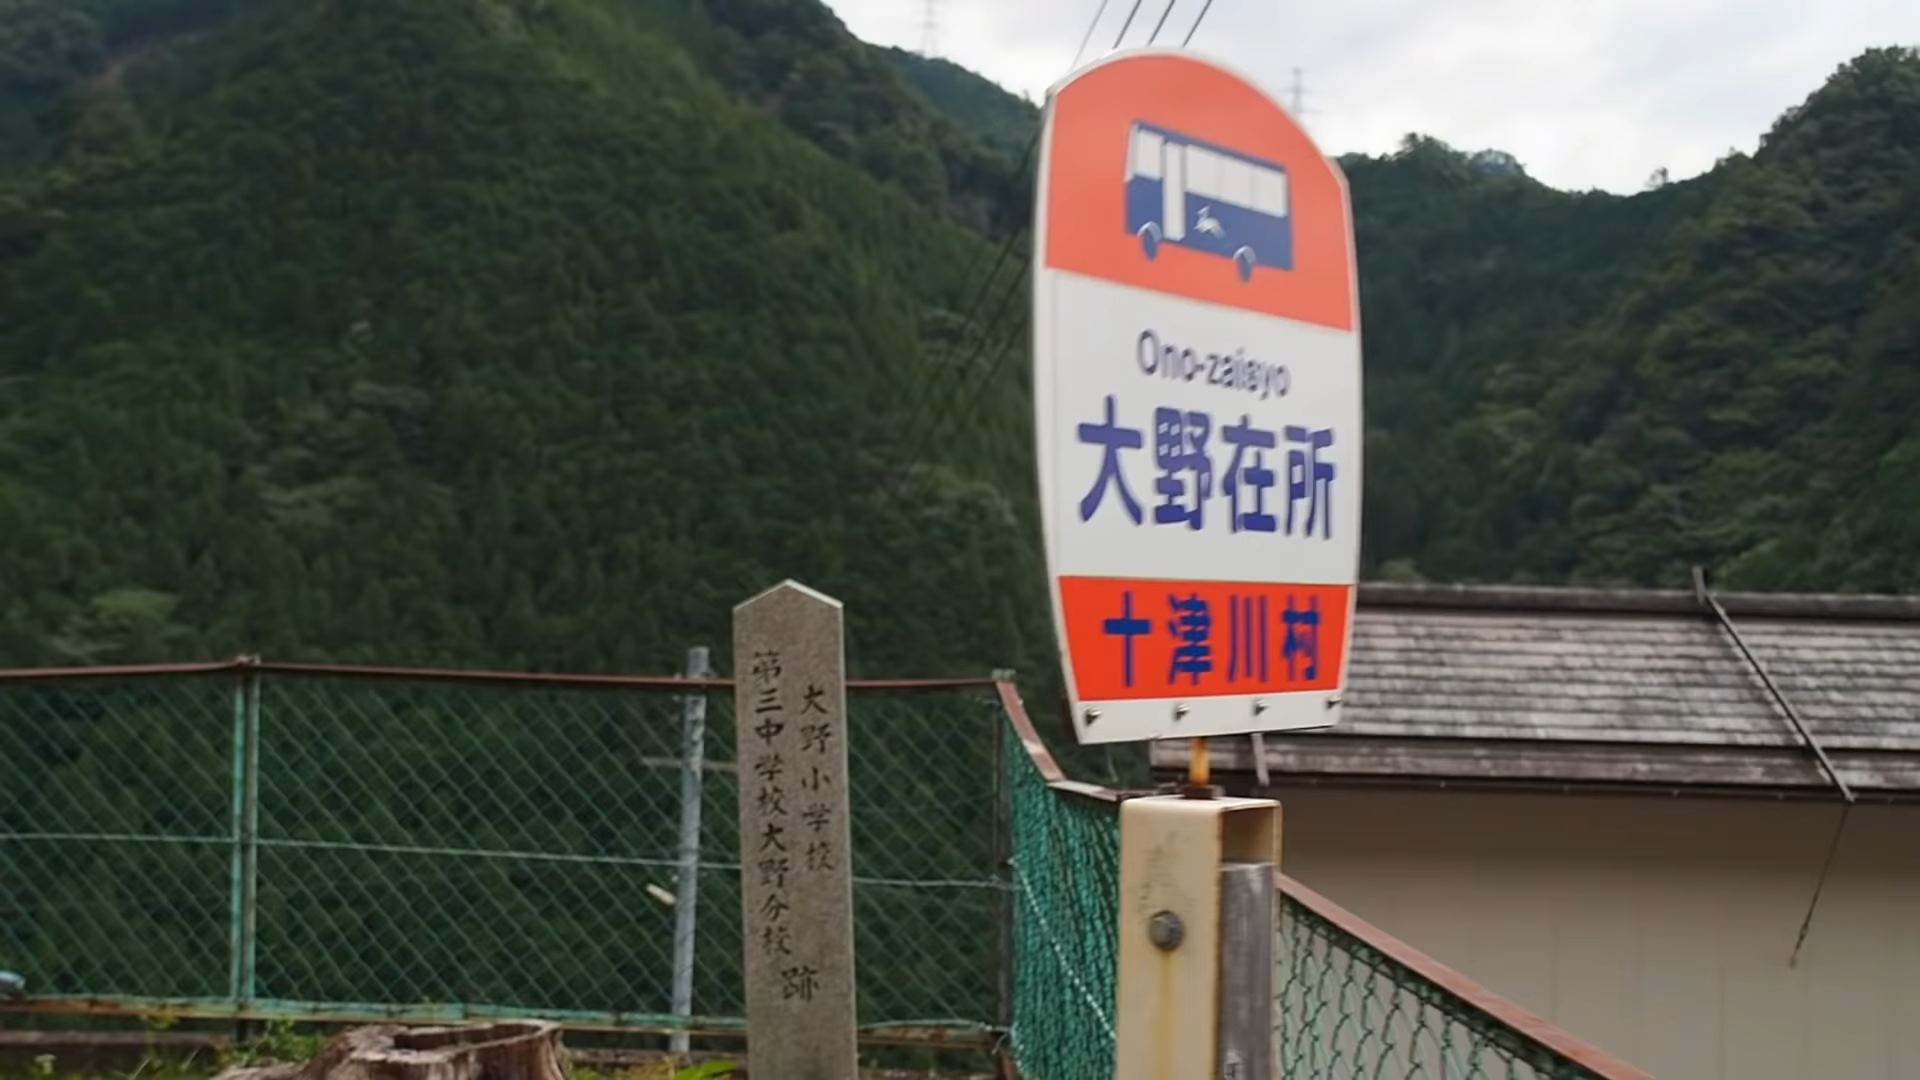 Ono-zaisyo
大野在所
十津川村
大野小学校
第三中学校大野分校
跡